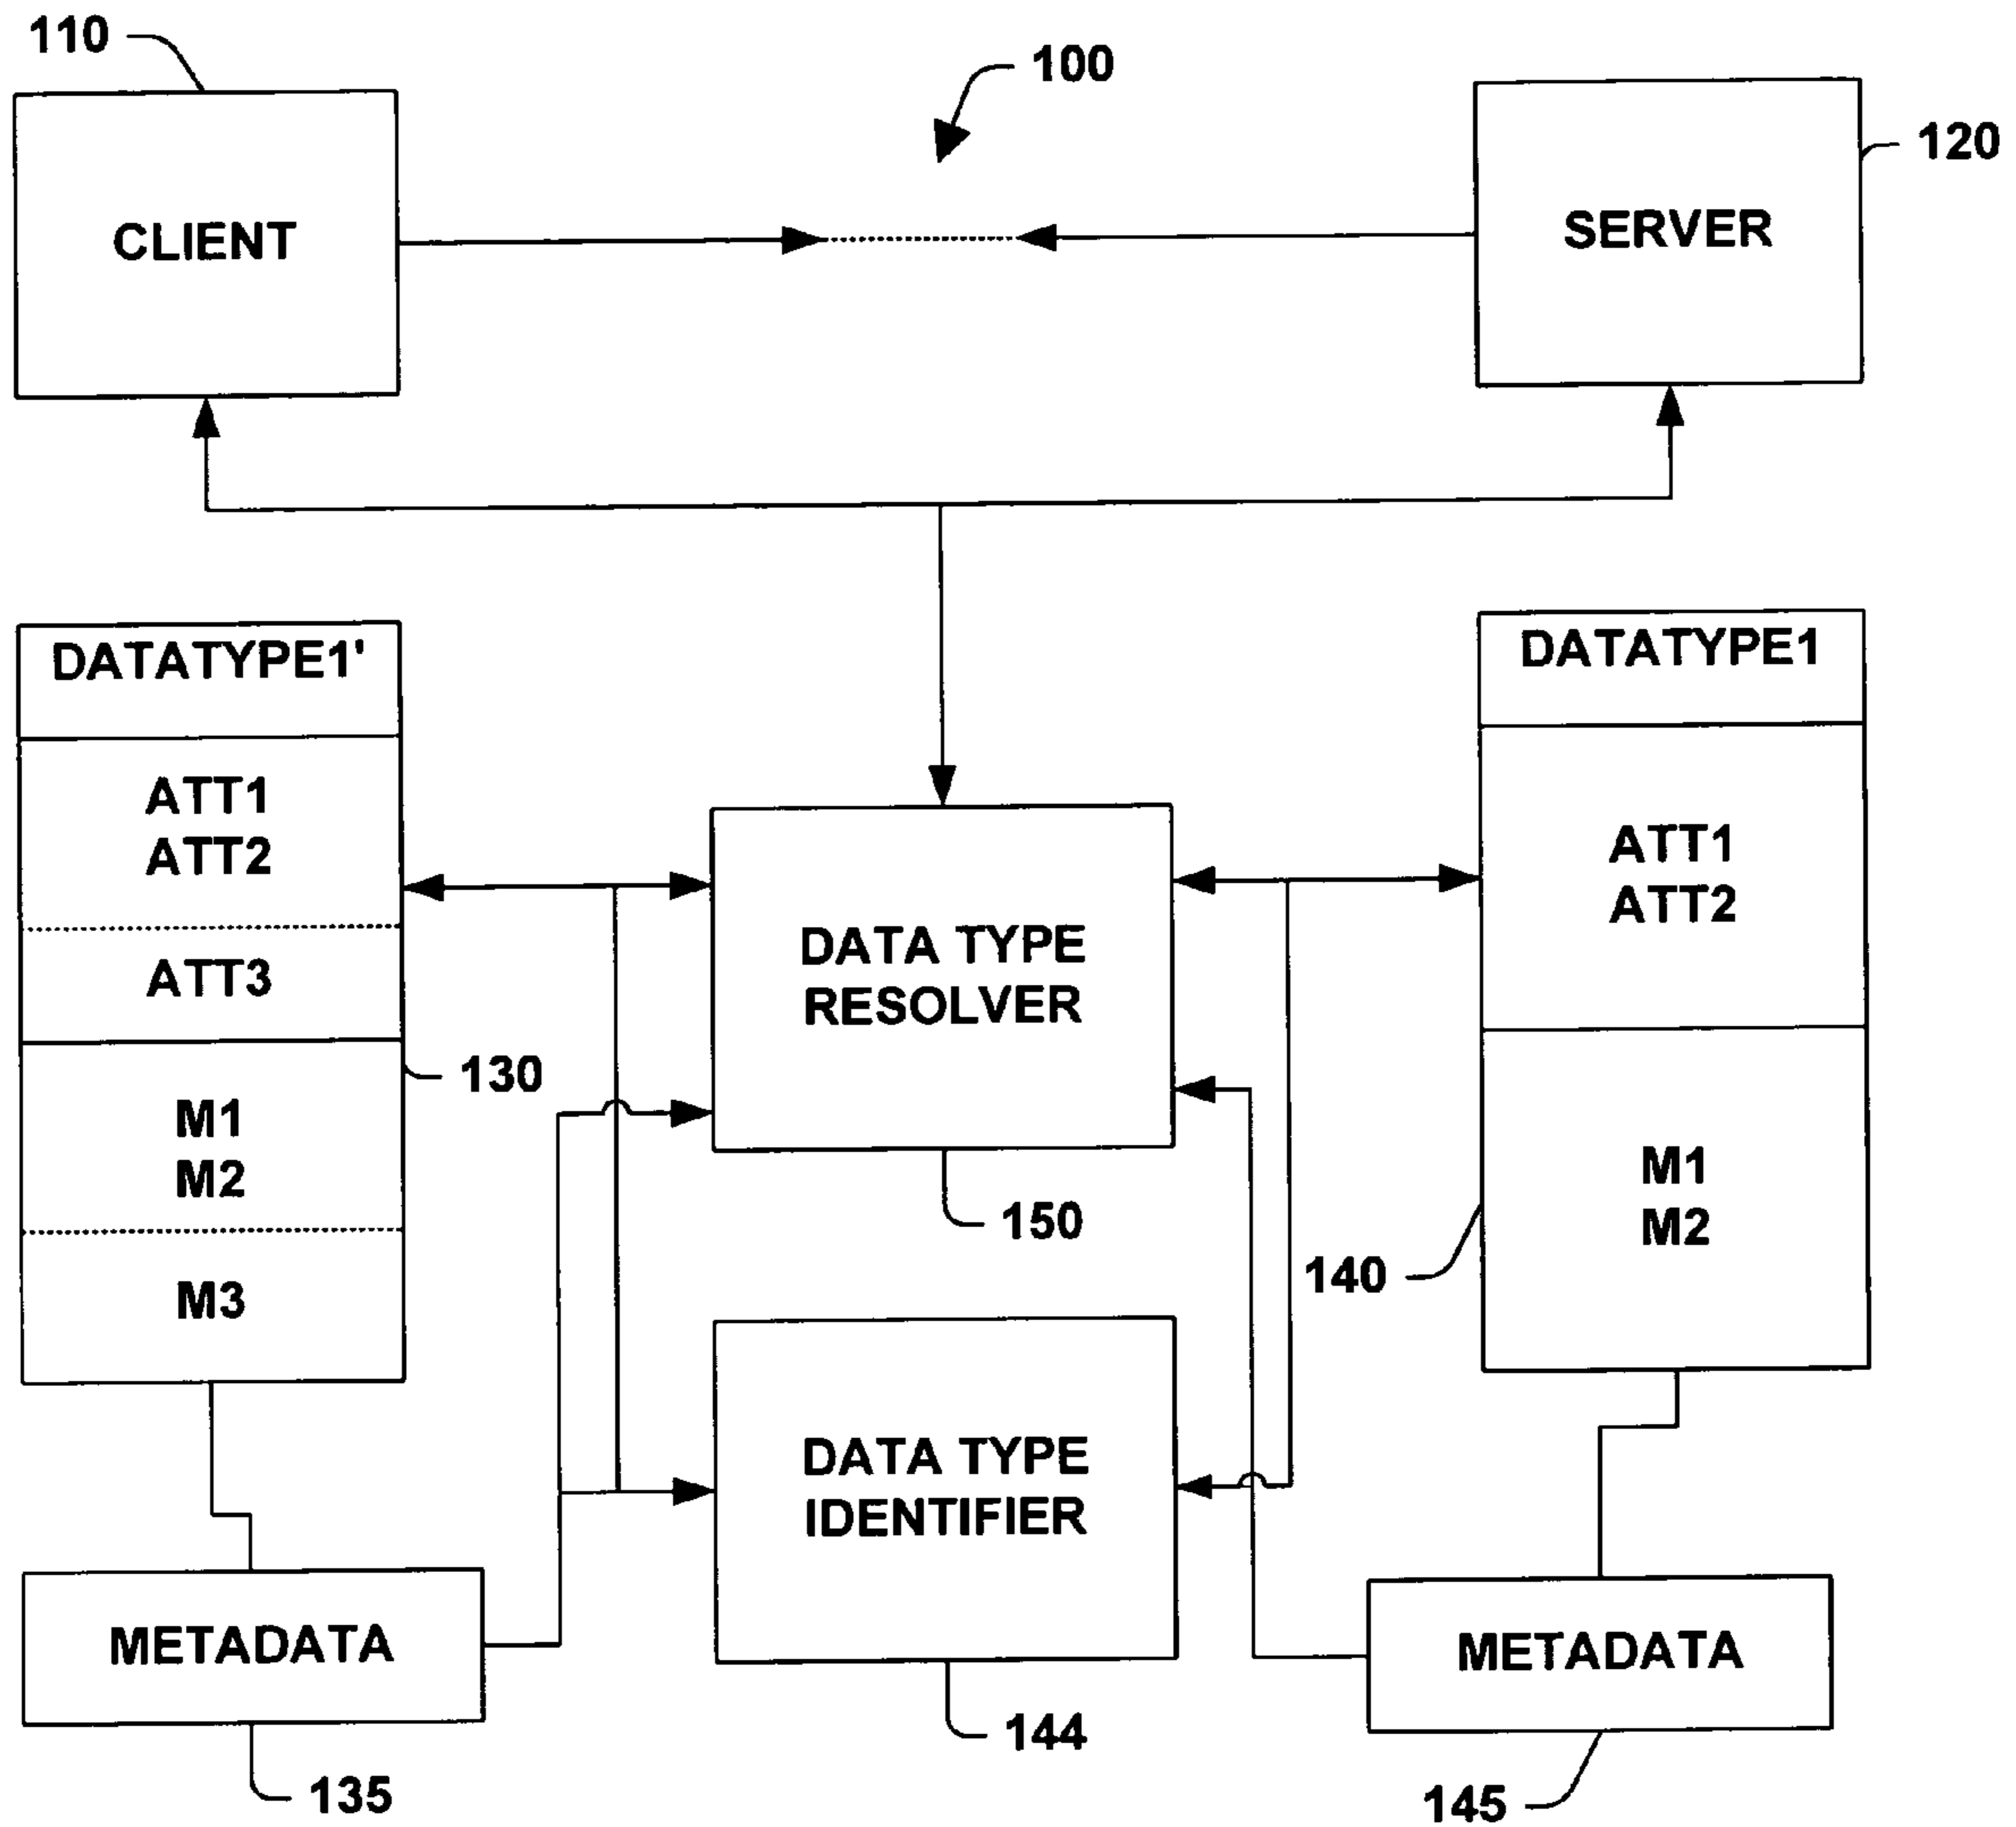 110
100
120
CLIENT
SERVER
DATATYPE1'
DATATYPE1
ATT1
ATT2
ATT3
ATT1
ATT2
DATA TYPE
RESOLVER
130
M1
M2
M3
M1
M2
150
140
DATA TYPE
IDENTIFIER
METADATA
METADATA
144
135
145